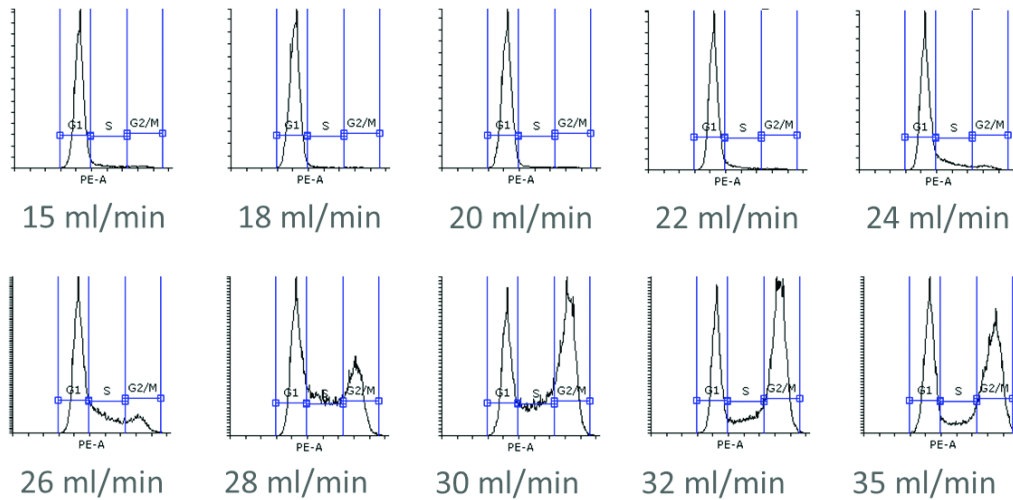 G1 S G2/M
PE-A
15 ml/min
G1 S G2/M
PE-A
18 ml/min
G1 S G2/M
PE-A
20 ml/min
G1 S G2/M
PE-A
22 ml/min
G1 S G2/M
PE-A
24 ml/min
G1 S G2/M
PE-A
26 ml/min
G1 S G2/M
PE-A
28 ml/min
G1 S G2/M
PE-A
30 ml/min
G1 S G2/M
PE-A
32 ml/min
G1 S G2/M
PE-A
35 ml/min